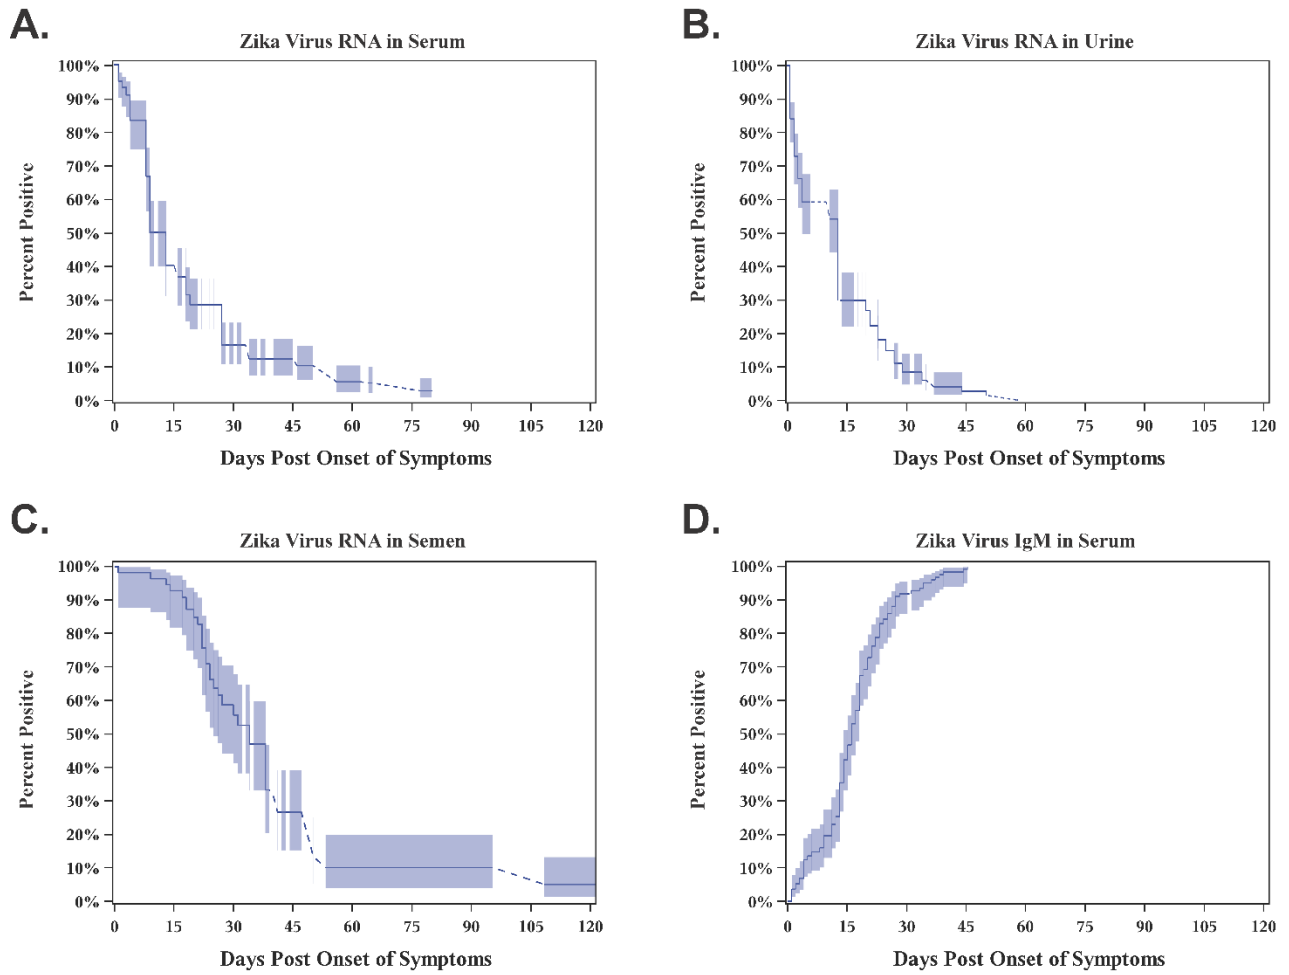 A.
Zika Virus RNA in Serum
100%
90%
80%
70%
60%
50%
40%
30%
20%
10%
0%
Percent Positive
0 15 30 45 60 75 90 105 120
Days Post Onset of Symptoms
B.
Zika Virus RNA in Urine
100%
90%
80%
70%
60%
50%
40%
30%
20%
10%
0%
Percent Positive
0 15 30 45 60 75 90 105 120
Days Post Onset of Symptoms
C.
Zika Virus RNA in Semen
100%
90%
80%
70%
60%
50%
40%
30%
20%
10%
0%
Percent Positive
0 15 30 45 60 75 90 105 120
Days Post Onset of Symptoms
D.
Zika Virus IgM in Serum
100%
90%
80%
70%
60%
50%
40%
30%
20%
10%
0%
Percent Positive
0 15 30 45 60 75 90 105 120
Days Post Onset of Symptoms